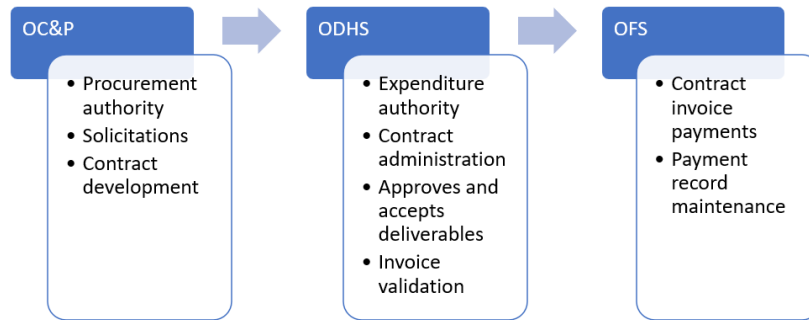 OC&P
• Procurement
authority
• Solicitations
• Contract
development
ODHS
• Expenditure
authority
• Contract
administration
• Approves and
accepts
deliverables
• Invoice
validation
OFS
• Contract
invoice
payments
• Payment
record
maintenance